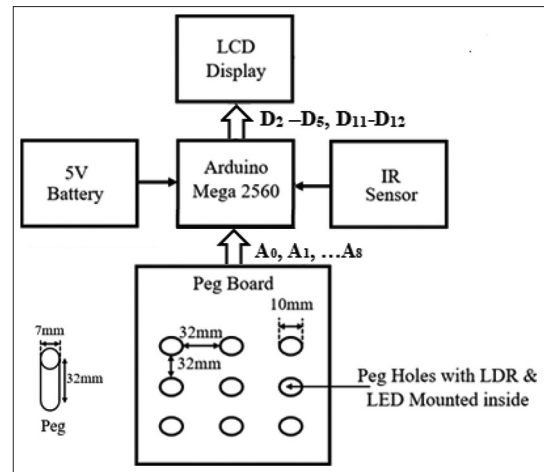 LCD
Display
D2 –D5, D11-D12
5V
Battery
Arduino
Mega 2560
IR
Sensor
A0, A1, …A8
Peg Board
10mm
7mm
32mm
32mm
32mm
Peg
Peg Holes with LDR &
LED Mounted inside